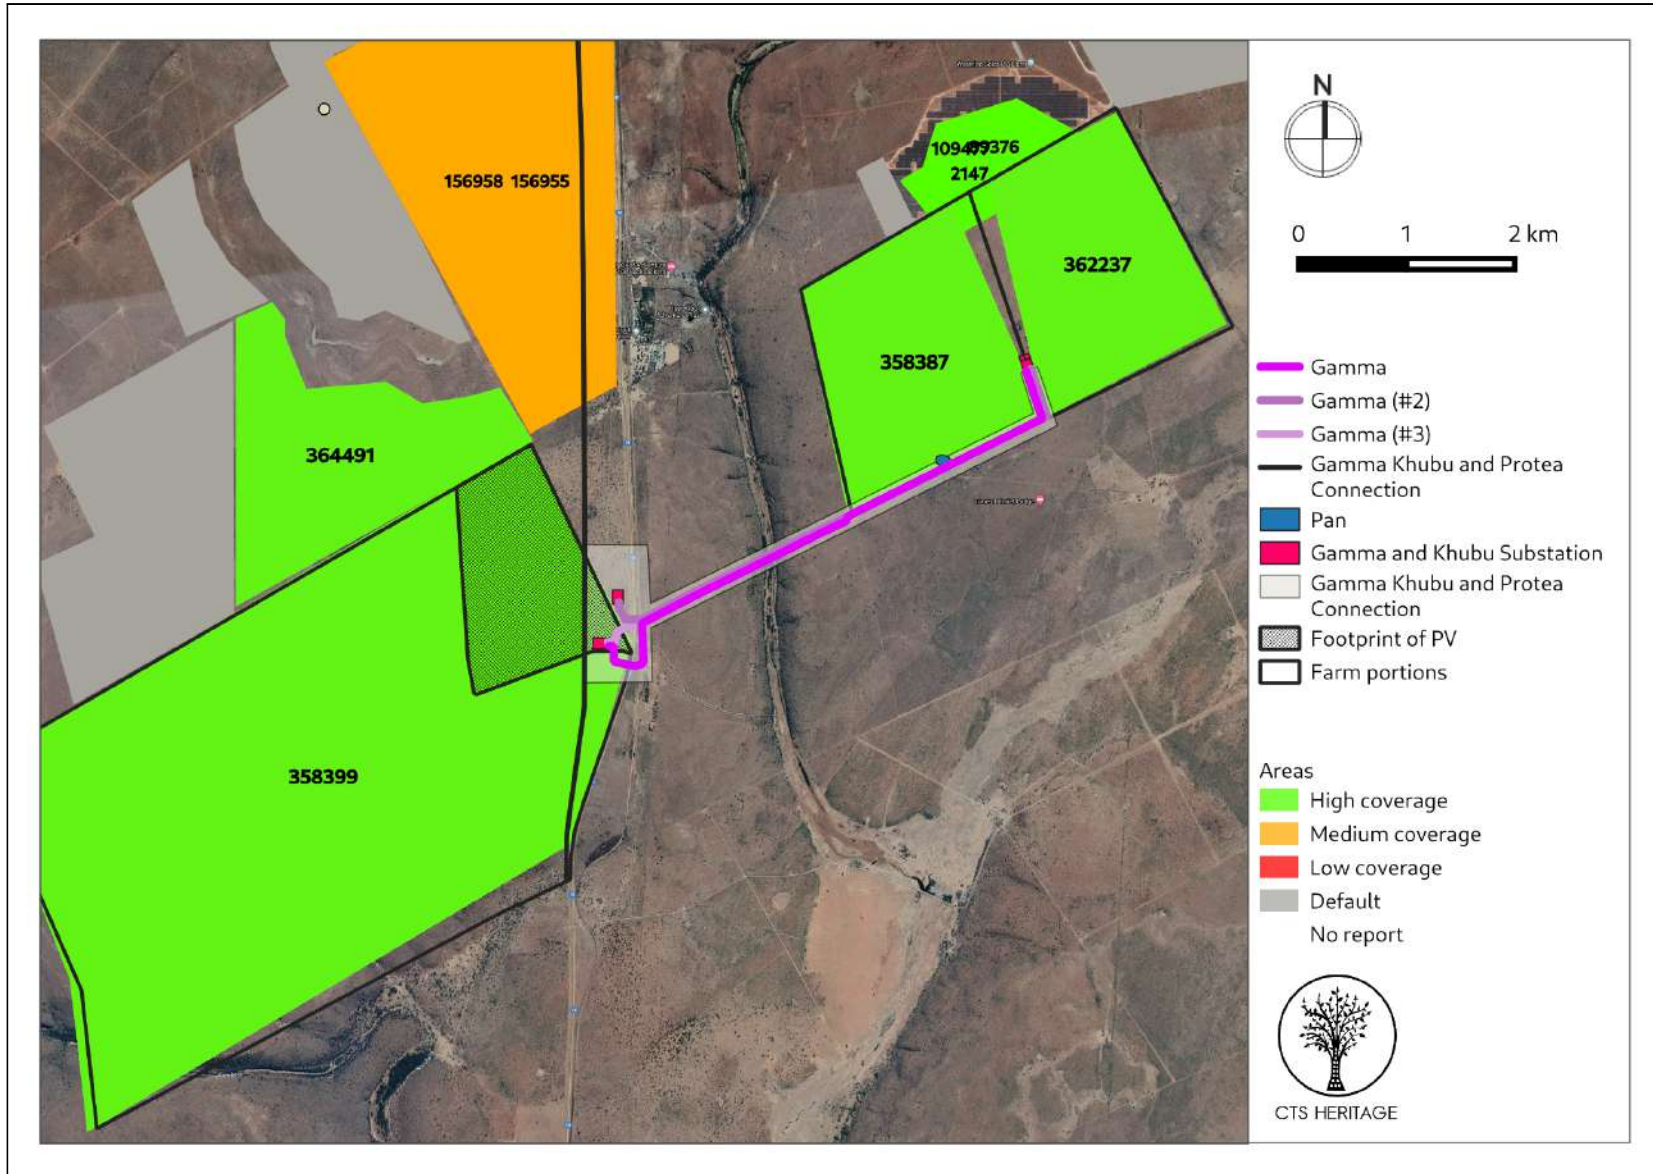 N
0 1 2 km
156958 156955
2147
362237
358387
364491
358399
Gamma
Gamma (#2)
Gamma (#3)
Gamma Khubu and Protea
Connection
Pan
Gamma and Khubu Substation
Gamma Khubu and Protea
Connection
Footprint of PV
Farm portions
Areas
High coverage
Medium coverage
Low coverage
Default
No report
CTS HERITAGE